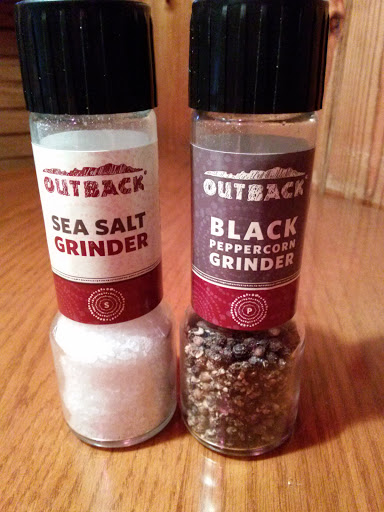 OUTBACK
SEA SALT
GRINDER
S
OUTBACK
BLACK
PEPPERCORN
GRINDER
P